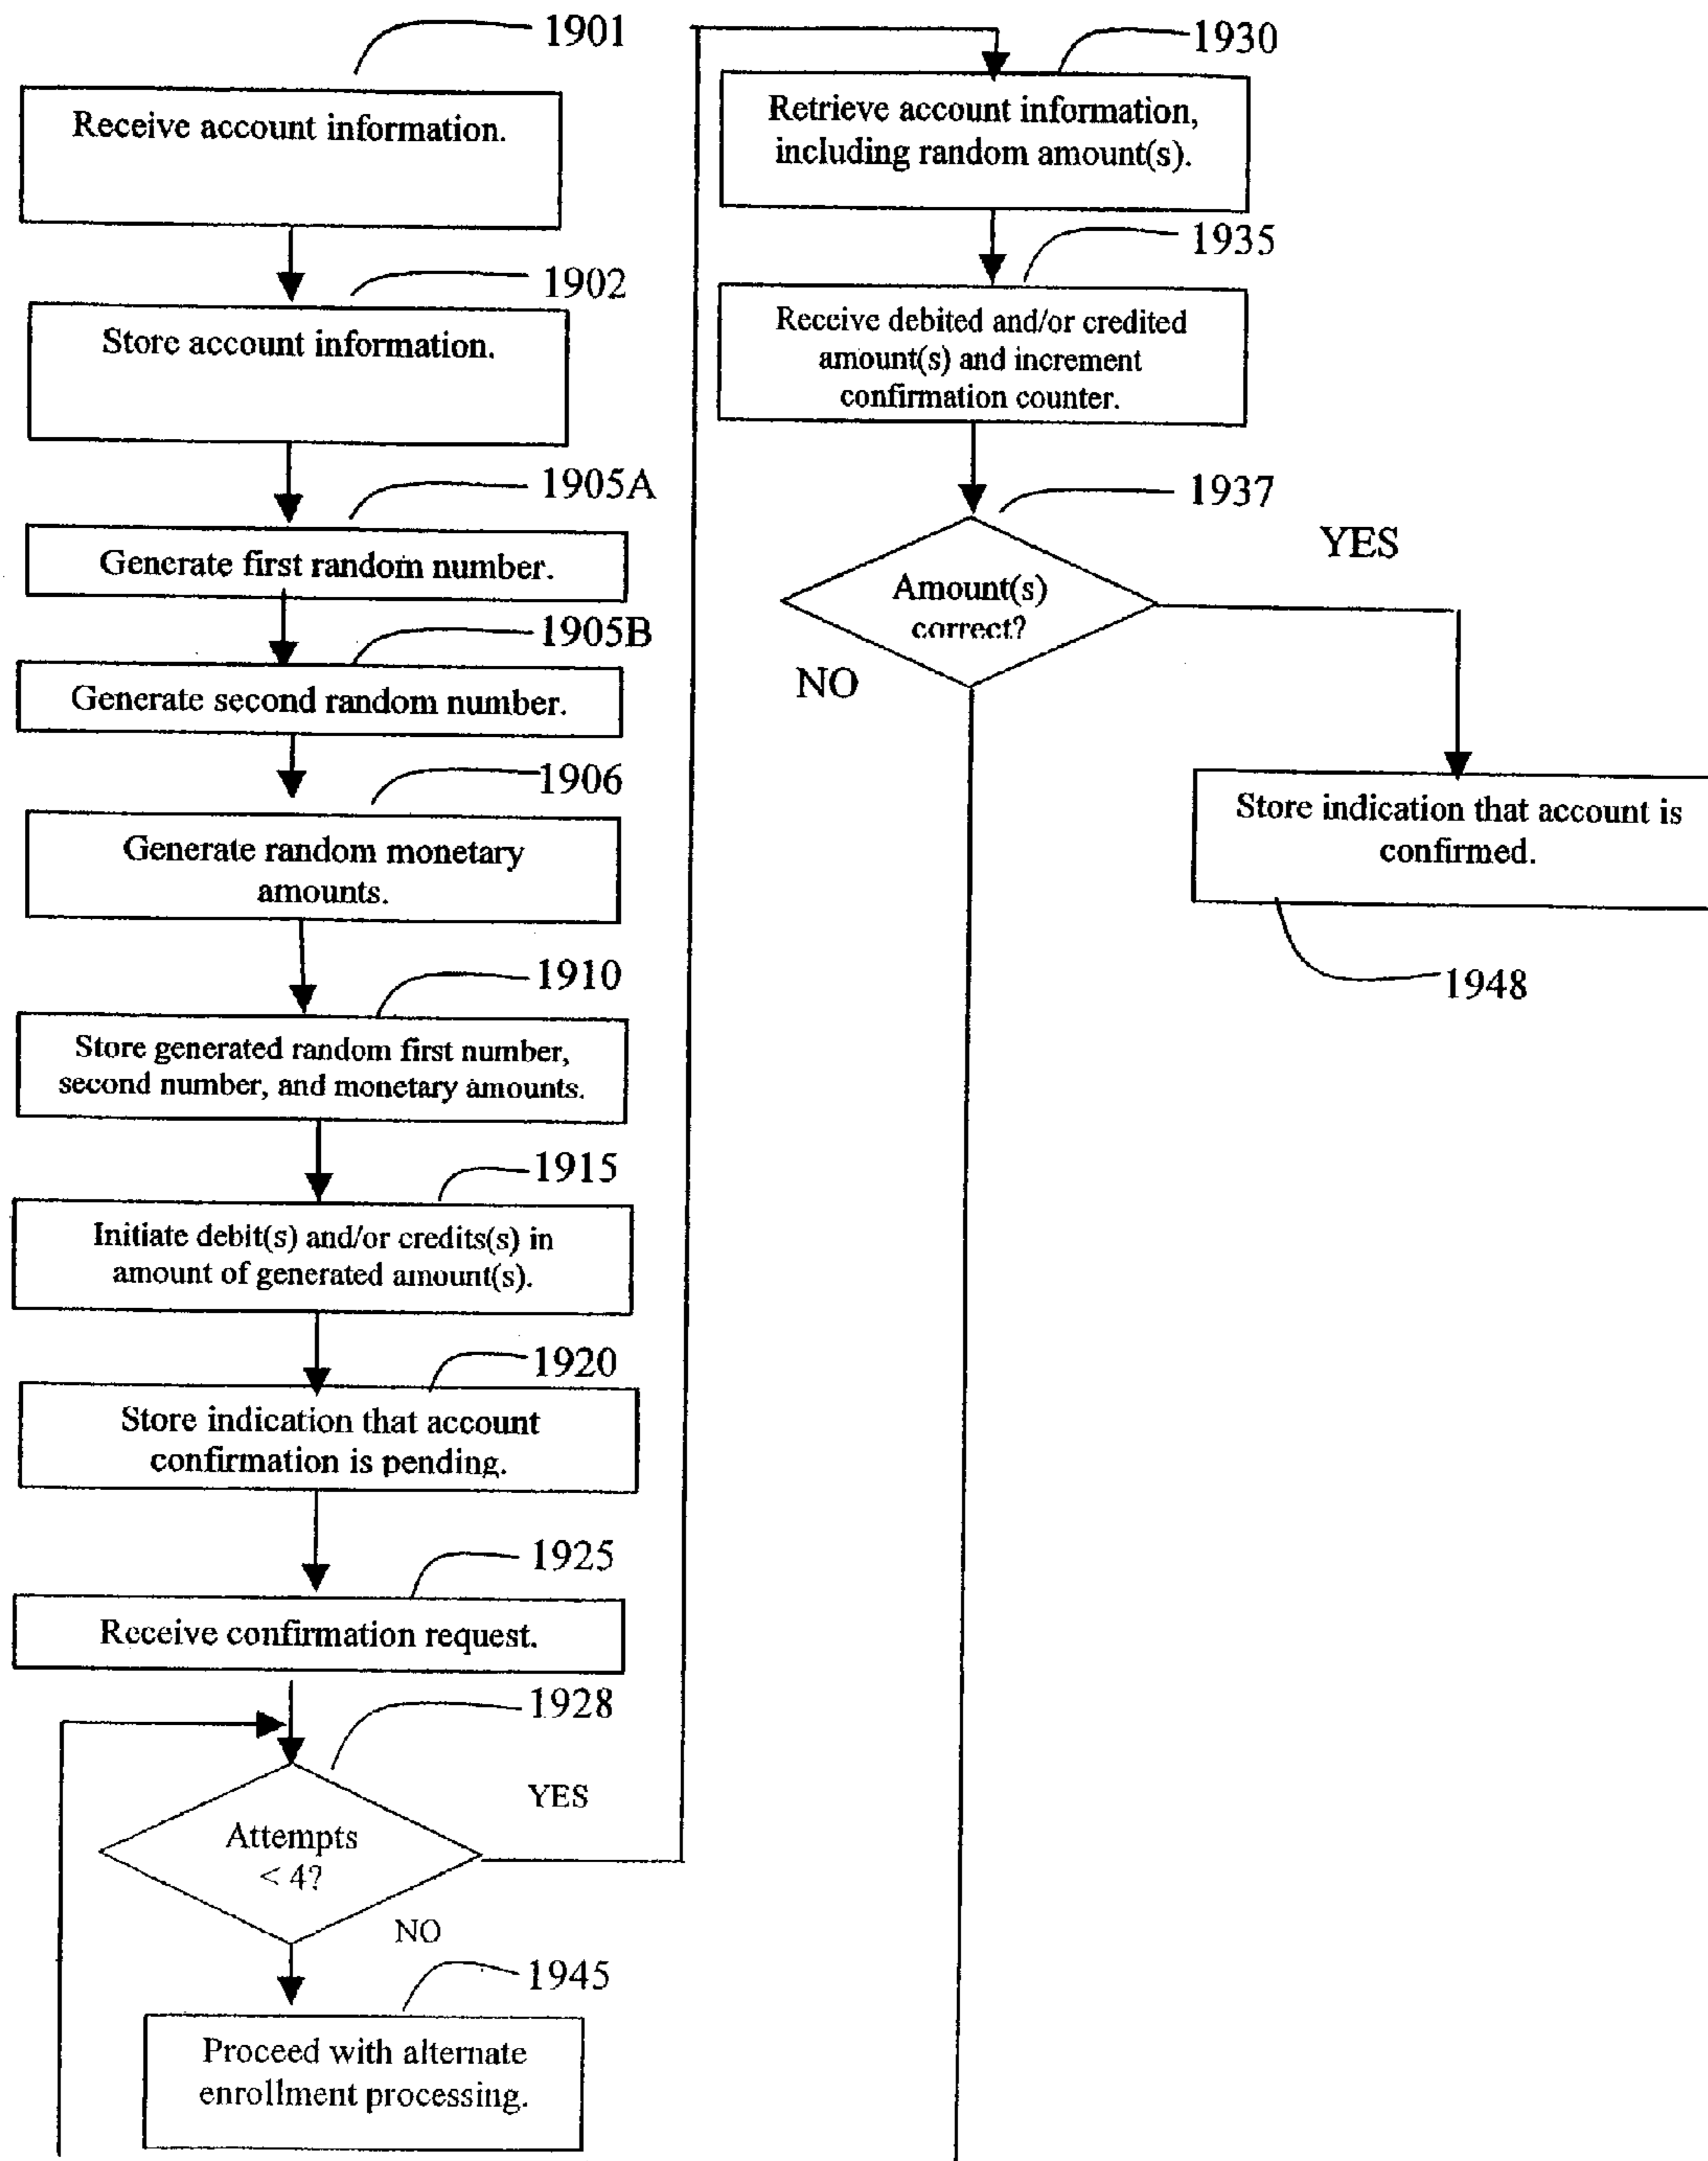 1901
Receive account information.
1902
Store account information.
1905A
Generate first random number.
1905B
Generate second random number.
1906
Generate random monetary
amounts.
1910
Store generated random first number,
second number, and monetary amounts.
1915
Initiate debit(s) and/or credits(s) in
amount of generated amount(s).
1920
Store indication that account
confirmation is pending.
1925
Receive confirmation request.
1928
YES
Attempts
< 4?
NO
1945
Proceed with alternate
enrollment processing.
1930
Retrieve account information,
including random amount(s).
1935
Receive debited and/or credited
amount(s) and increment
confirmation counter.
1937
YES
Amount(s)
correct?
NO
Store indication that account is
confirmed.
1948